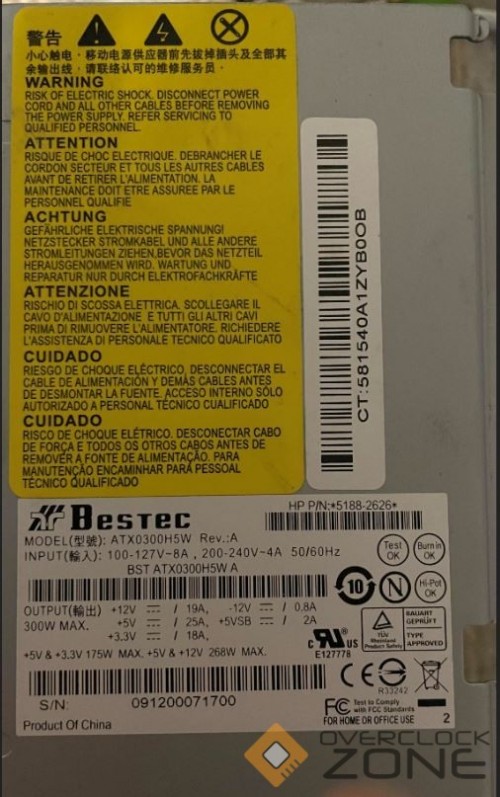 警告
小心触电·移动电源供应器前先拔掉插头及全部其
余输出线·请联络认可的维修服务员·
WARNING
RISK OF ELECTRIC SHOCK. DISCONNECT POWER
CORD AND ALL OTHER CABLES BEFORE REMOVING
THE POWER SUPPLY. REFER SERVICING TO
QUALIFIED PERSONNEL.
ATTENTION
RISQUE DE CHOC ELECTRIQUE. DEBRANCHER LE
CORDON SECTEUR ET TOUS LES AUTRES CABLES
AVANT DE RETIRER L'ALIMENTATION. LA
MAINTENANCE DOIT ETRE ASSUREE PAR LE
PERSONNEL QUALIFIE
ACHTUNG
GEFÄHRLICHE ELEKTRISCHE SPANNUNGI
NETZSTECKER STROMKABEL UND ALLE ANDERE
STROMLEITUNGEN ZIEHEN,BEVOR DAS NETZTEIL
HERAUSGENOMMEN WIRD. WARTUNG UND
REPARATUR NUR DURCH ELEKTROFACHKRÄFTE
ATTENZIONE
RISCHIO DI SCOSSA ELETTRICA. SCOLLEGARE IL
CAVO D'ALIMENTAZIONE E TUTTI GLI ALTRI CAVI
PRIMA DI RIMUOVERE L'ALIMENTATORE. RICHIEDERE
L'ASSISTENZA DI PERSONALE TECNICO QUALIFICATO
CUIDADO
RIESGO DE CHOQUE ELÉCTRICO, DESCONECTAR EL
CABLE DE ALIMENTACIÓN Y DEMÁS CABLES ANTES
DE DESMONTAR LA FUENTE. ACCESO INTERNO SÓLO
AUTORIZADO A PERSONAL TÉCNICO CUALIFICADO
CUIDADO
RISCO DE CHOQUE ELÉTRICO. DESCONECTAR CABO
DE FORÇA E TODOS OS OUTROS CABOS ANTES DE
REMOVER A FONTE DE ALIMENTAÇÃO. PARA
MANUTENÇÃO ENCAMINHAR PARA PESSOAL
TÉCNICO QUALIFICADO
CT:581540A1ZYB0OB
BESTEC
HP P/N:*5188-2626*
MODEL(型號): ATX0300H5W Rev.:A
INPUT(輸入): 100-127V~8A , 200-240V~4A 50/60Hz
BST ATX0300H5W A
Test OK
Burn in OK
10
N
Hi-Pot OK
OUTPUT(輸出) +12V / 19A, -12V / 0.8A
300W MAX. +5V / 25A, +5VSB / 2A
+3.3V / 18A,
+5V & +3.3V 175W MAX. +5V & +12V 268W MAX.
c RU US
E127778
TÜV
Rheinland
Product Safety
BAUART
GEPRÜFT
TYPE
APPROVED
CE
R33242
S/N: 091200071700
FC Test to Comply
with FCC Standards
FOR HOME OR OFFICE USE
2
Product Of China
OVERCLOCK
ZONE